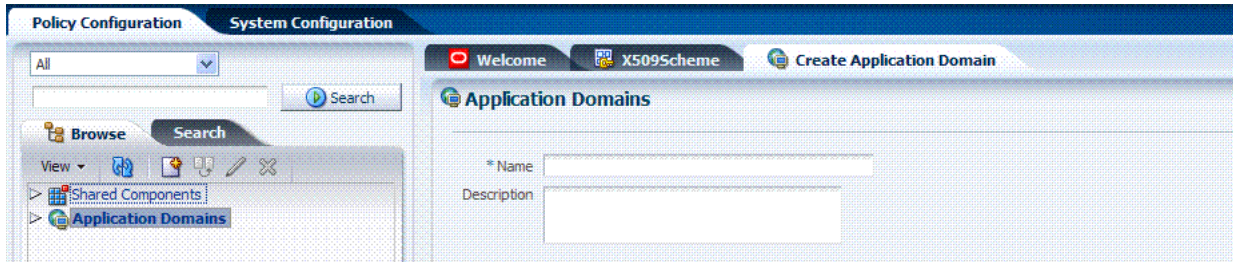 Policy Configuration System Configuration
All
Search
Browse Search
View
Shared Components
Application Domains
Welcome X509Scheme Create Application Domain
Application Domains
* Name
Description